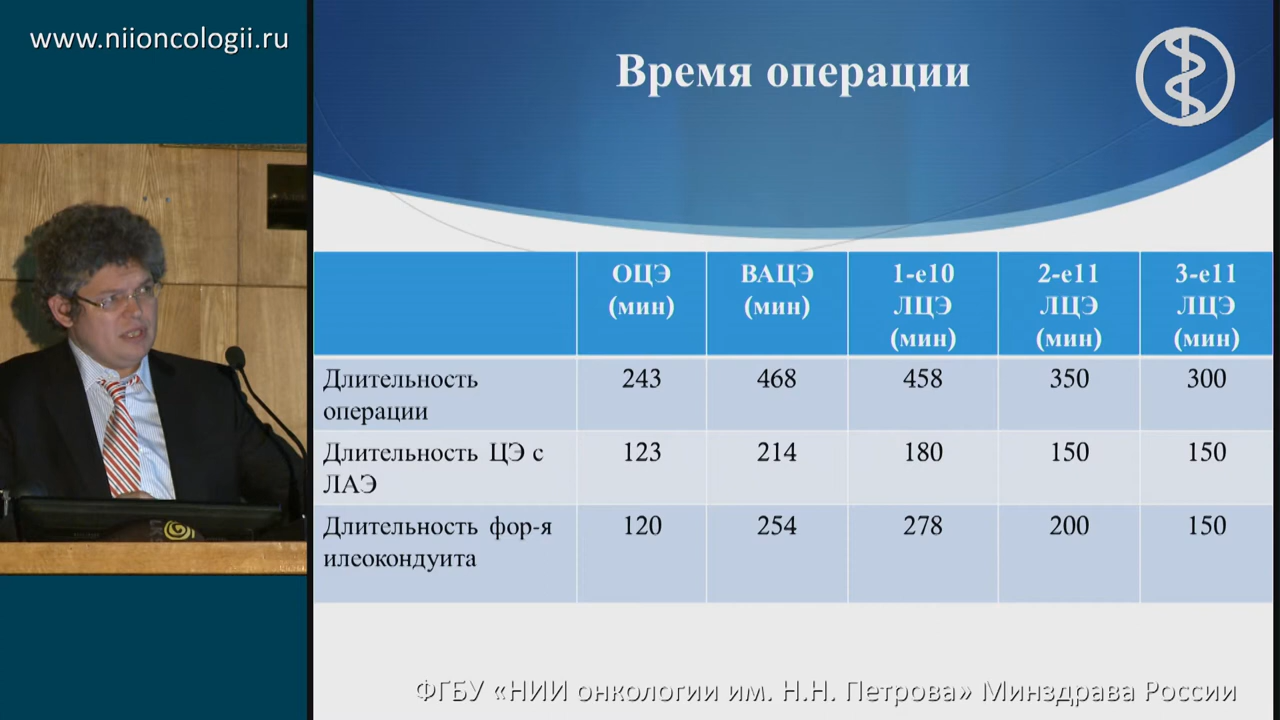 www.niioncologii.ru
Время операции
ОЦЭ (мин)
ВАЦЭ (мин)
1-е10 ЛЦЭ (мин)
2-е11 ЛЦЭ (мин)
3-е11 ЛЦЭ (мин)
Длительность операции 243 468 458 350 300
Длительность ЦЭ с ЛАЭ 123 214 180 150 150
Длительность фор-я илеокондуита 120 254 278 200 150
ФГБУ «НИИ онкологии им. Н.Н. Петрова» Минздрава России